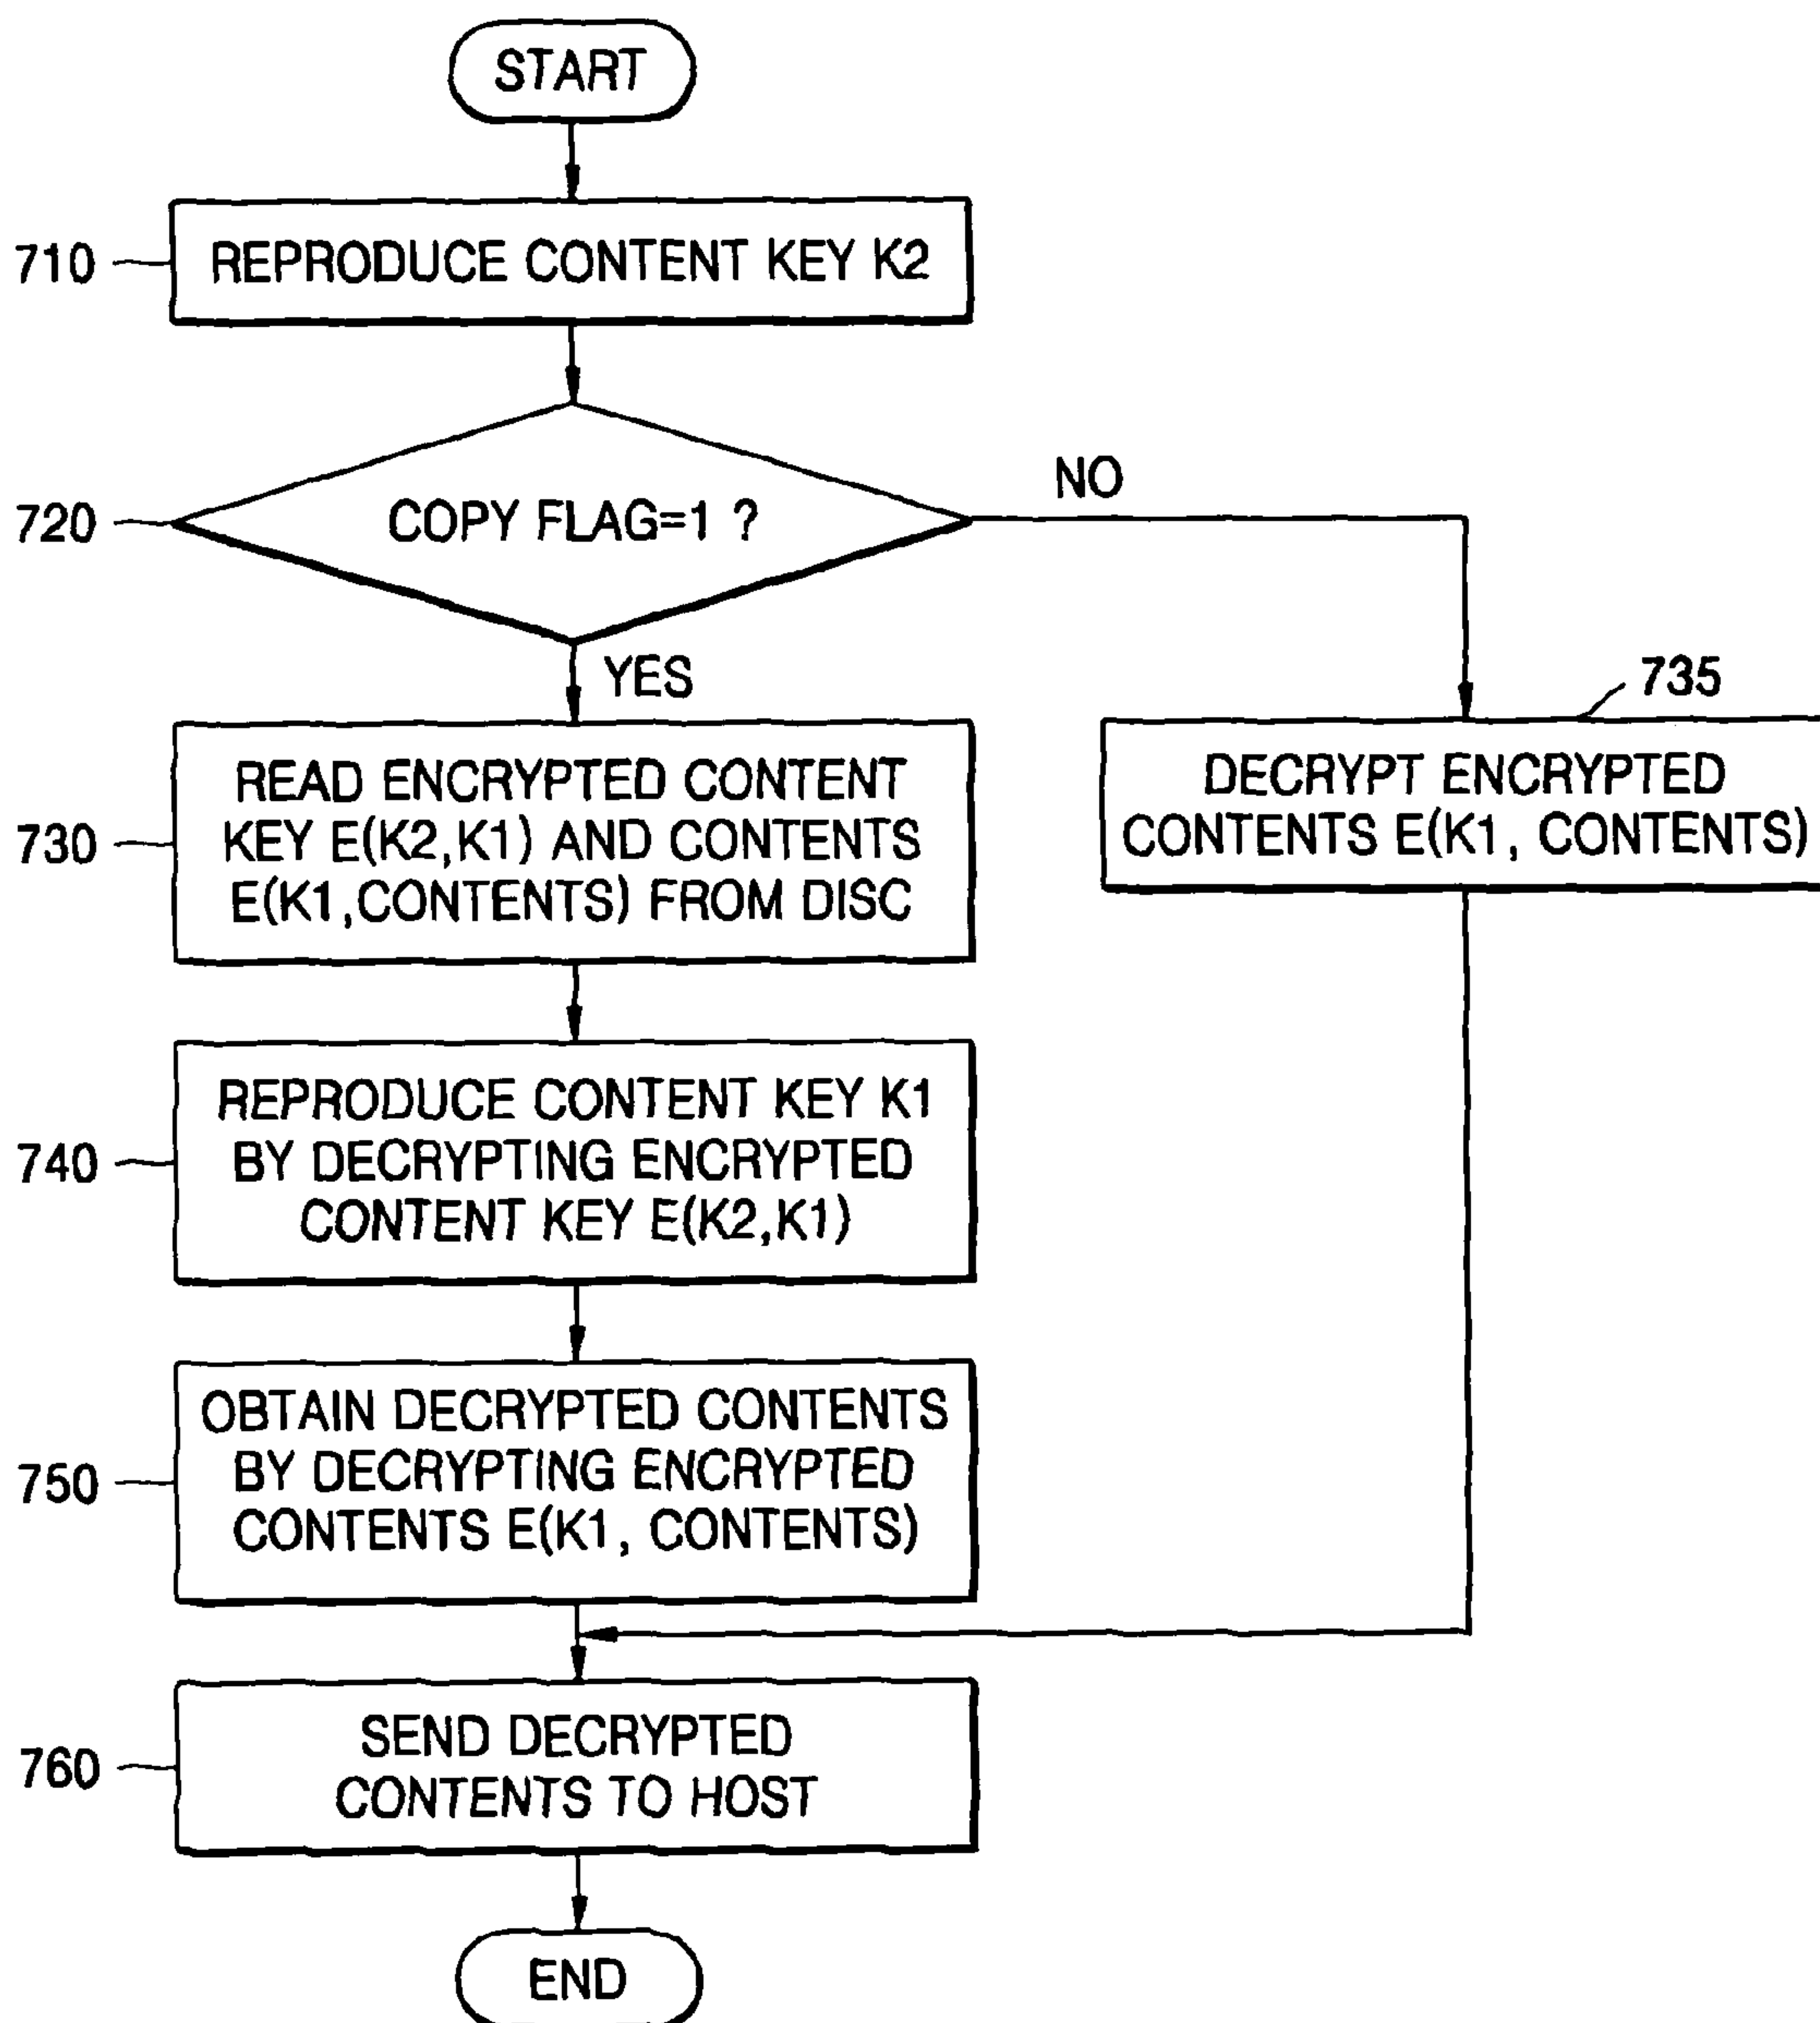 START
710
REPRODUCE CONTENT KEY K2
720
COPY FLAG=1 ?
NO
YES
730
READ ENCRYPTED CONTENT
KEY E(K2,K1) AND CONTENTS
E(K1,CONTENTS) FROM DISC
735
DECRYPT ENCRYPTED
CONTENTS E(K1, CONTENTS)
740
REPRODUCE CONTENT KEY K1
BY DECRYPTING ENCRYPTED
CONTENT KEY E(K2,K1)
750
OBTAIN DECRYPTED CONTENTS
BY DECRYPTING ENCRYPTED
CONTENTS E(K1, CONTENTS)
760
SEND DECRYPTED
CONTENTS TO HOST
END